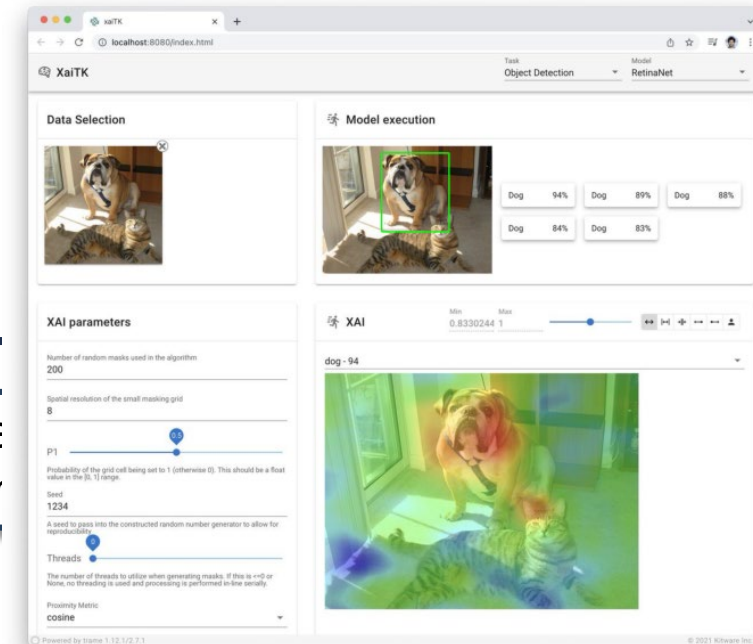 xaiTK
localhost:8080/index.html
XaiTK
Task
Object Detection
Model
RetinaNet
Data Selection
Model execution
Dog 94%
Dog 89%
Dog 88%
Dog 84%
Dog 83%
XAI parameters
Number of random masks used in the algorithm
200
Spatial resolution of the small masking grid
8
0.5
P1
Probability of the grid cell being set to 1 (otherwise 0). This should be a float
value in the [0, 1] range.
Seed
1234
A seed to pass into the constructed random number generator to allow for
reproducibility
0
Threads
The number of threads to utilize when generating masks. If this is <=0 or
None, no threading is used and processing is performed in-line serially.
Proximity Metric
cosine
XAI
Min
0.8330244
Max
1
dog - 94
Powered by trame 1.13.1/2.7.1
© 2021 Kitware Inc.